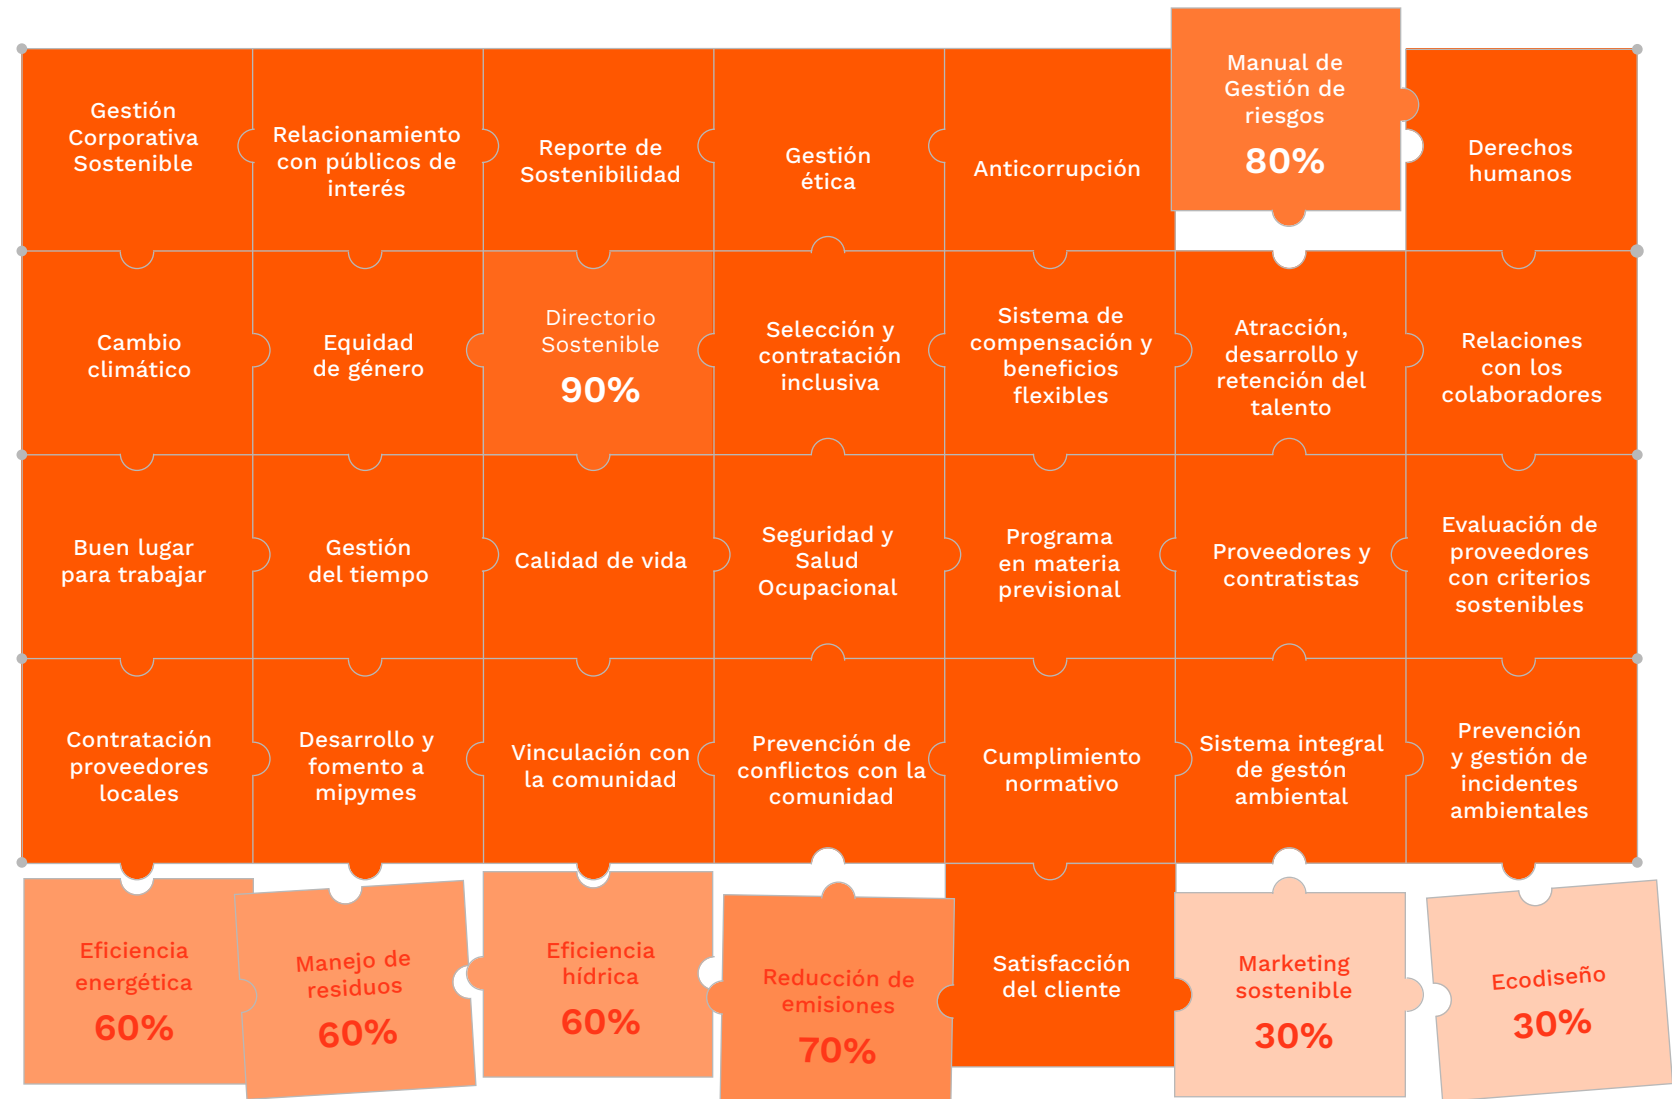 Gestión
Corporativa
Sostenible
Relacionamiento
con públicos de
interés
Reporte de
Sostenibilidad
Gestión
ética
Anticorrupción
Manual de
Gestión de
riesgos
80%
Derechos
humanos
Cambio
climático
Equidad
de género
Directorio
Sostenible
90%
Selección y
contratación
inclusiva
Sistema de
compensación y
beneficios
flexibles
Atracción,
desarrollo y
retención del
talento
Relaciones
con los
colaboradores
Buen lugar
para trabajar
Gestión
del tiempo
Calidad de vida
Seguridad y
Salud
Ocupacional
Programa
en materia
previsional
Proveedores y
contratistas
Evaluación de
proveedores
con criterios
sostenibles
Contratación
proveedores
locales
Desarrollo y
fomento a
mipymes
Vinculación con
la comunidad
Prevención de
conflictos con la
comunidad
Cumplimiento
normativo
Sistema integral
de gestón
ambiental
Prevención
y gestión de
incidentes
ambientales
Eficiencia
energética
60%
Manejo de
residuos
60%
Eficiencia
hídrica
60%
Reducción de
emisiones
70%
Satisfacción
del cliente
Marketing
sostenible
30%
Ecodiseño
30%